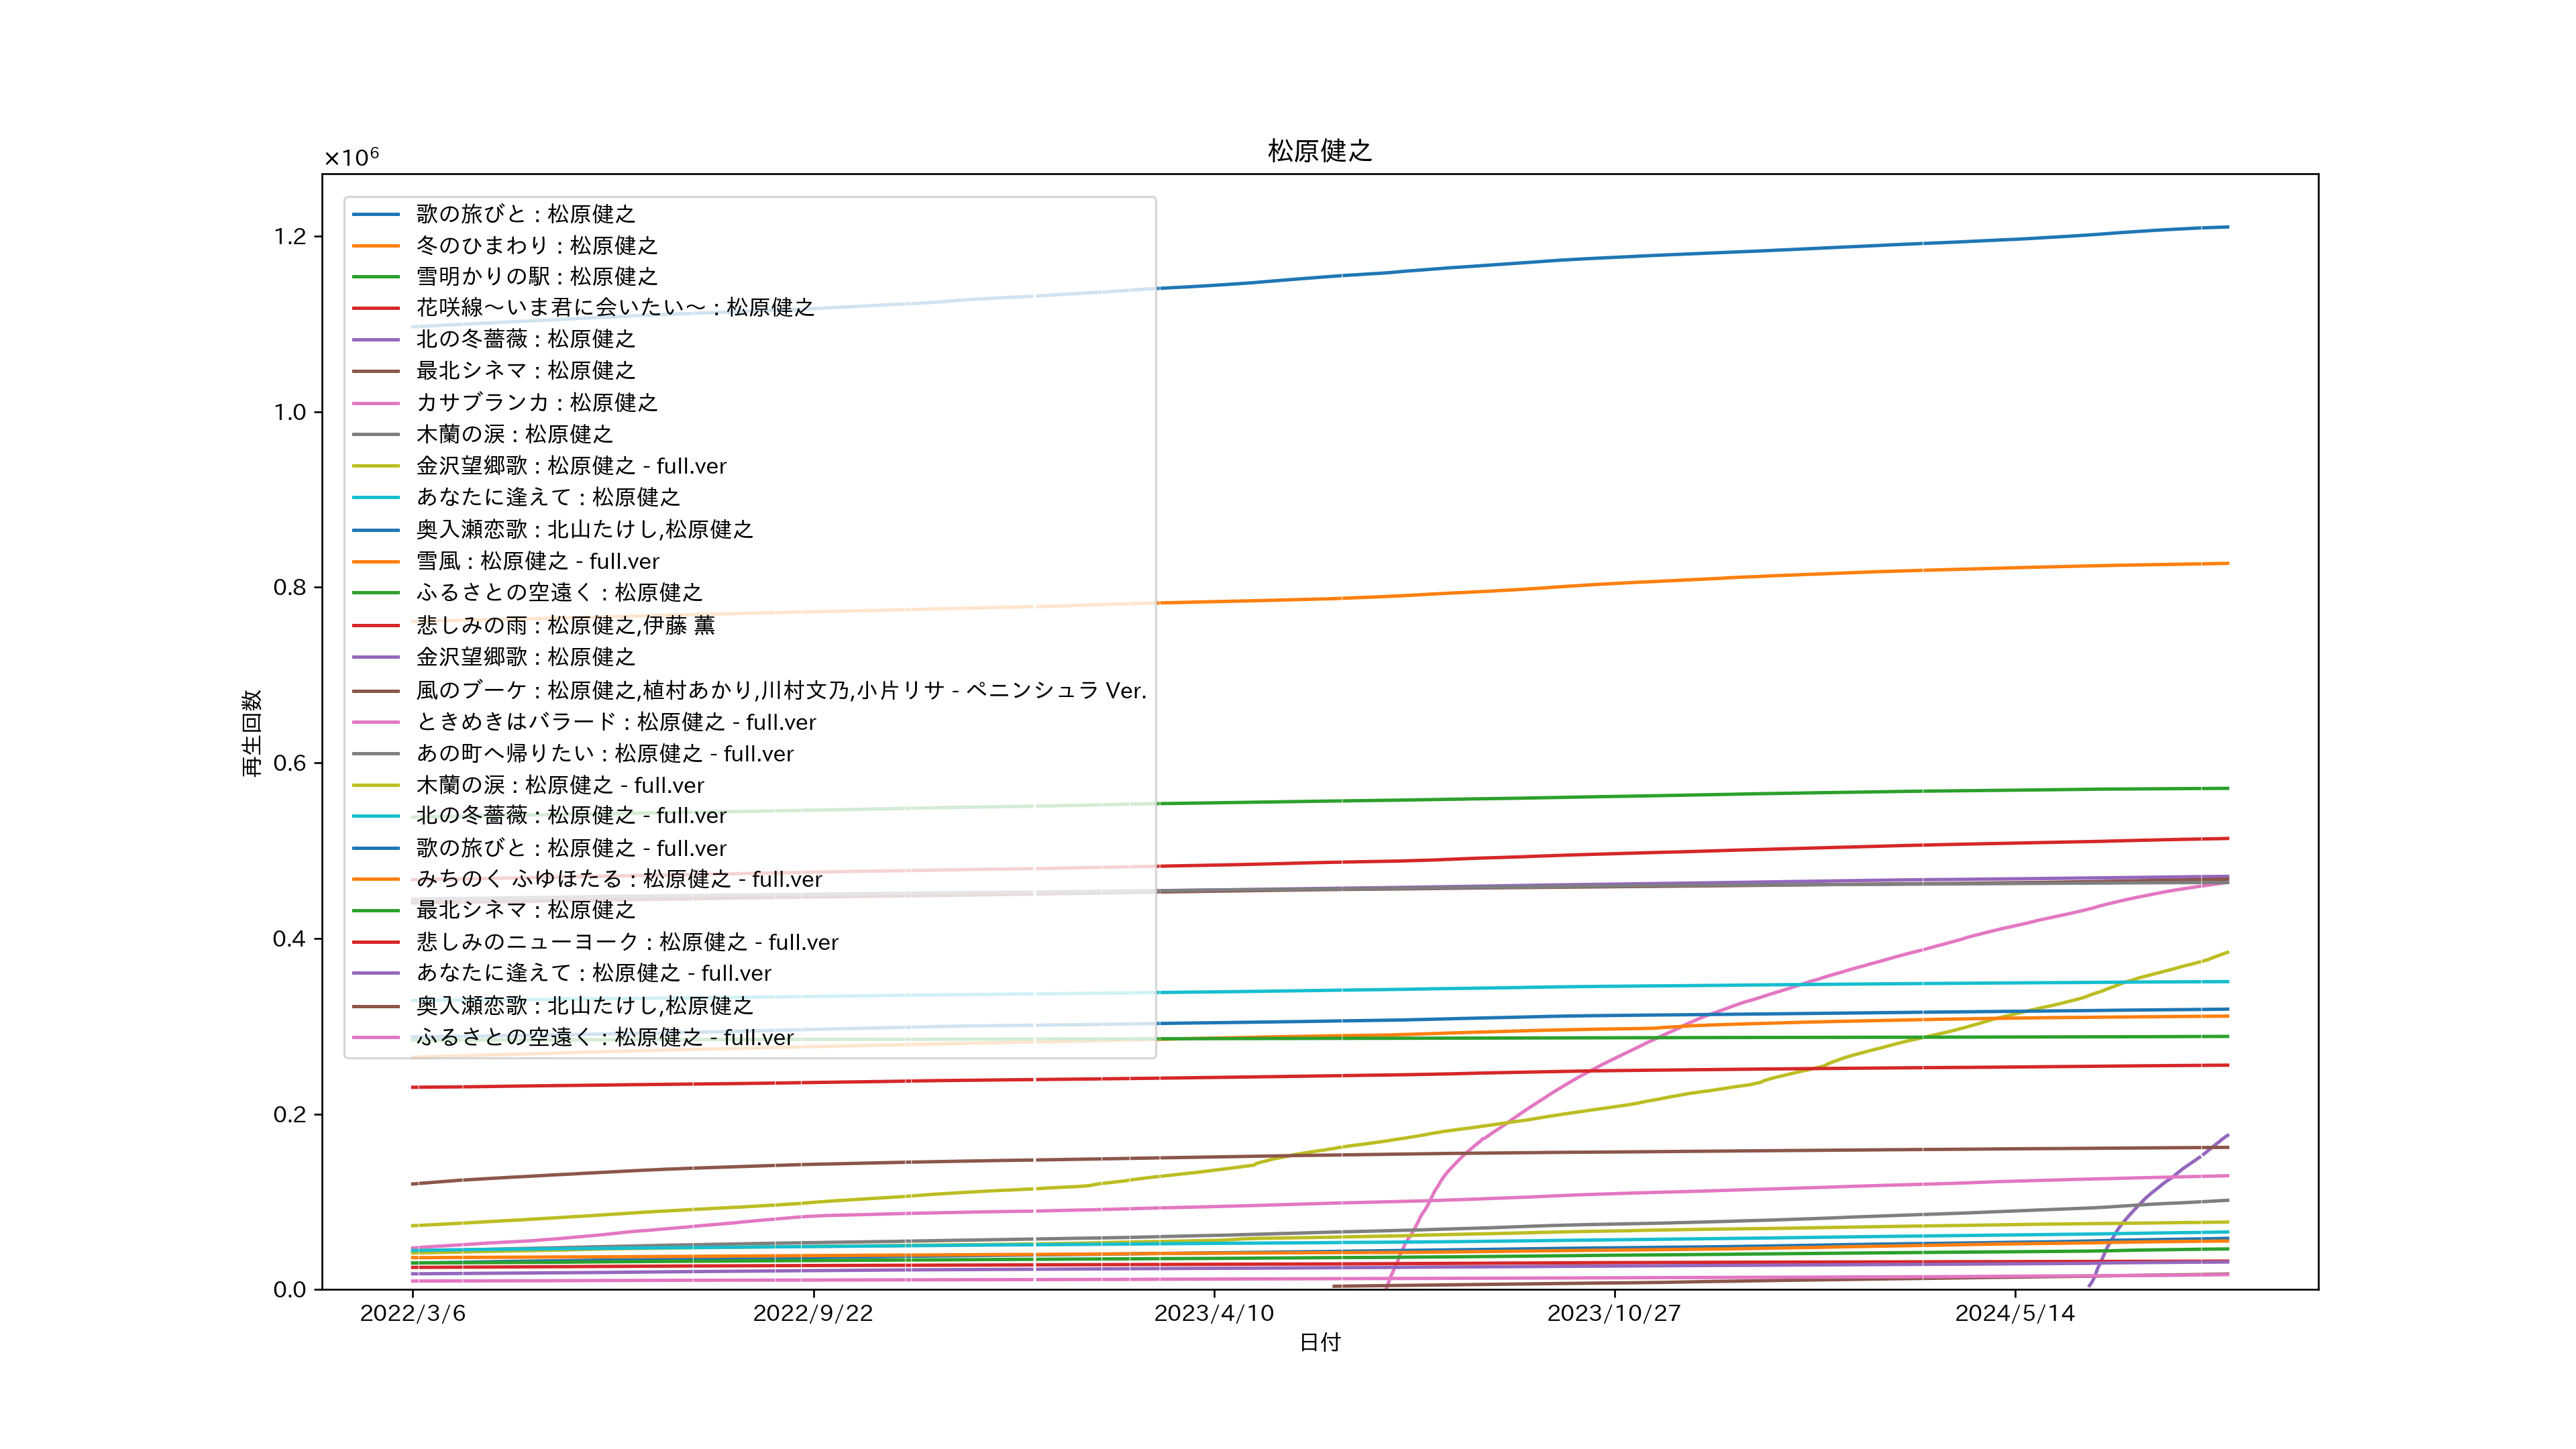 松原健之
×10⁶
1.2
1.0
0.8
0.6
0.4
0.2
0.0
再生回数
歌の旅びと : 松原健之
冬のひまわり : 松原健之
雪明かりの駅 : 松原健之
花咲線～いま君に会いたい～ : 松原健之
北の冬薔薇 : 松原健之
最北シネマ : 松原健之
カサブランカ : 松原健之
木蘭の涙 : 松原健之
金沢望郷歌 : 松原健之 - full.ver
あなたに逢えて : 松原健之
奥入瀬恋歌 : 北山たけし,松原健之
雪風 : 松原健之 - full.ver
ふるさとの空遠く : 松原健之
悲しみの雨 : 松原健之,伊藤 薫
金沢望郷歌 : 松原健之
風のブーケ : 松原健之,植村あかり,川村文乃,小片リサ - ペニンシュラ Ver.
ときめきはバラード : 松原健之 - full.ver
あの町へ帰りたい : 松原健之 - full.ver
木蘭の涙 : 松原健之 - full.ver
北の冬薔薇 : 松原健之 - full.ver
歌の旅びと : 松原健之 - full.ver
みちのく ふゆほたる : 松原健之 - full.ver
最北シネマ : 松原健之
悲しみのニューヨーク : 松原健之 - full.ver
あなたに逢えて : 松原健之 - full.ver
奥入瀬恋歌 : 北山たけし,松原健之
ふるさとの空遠く : 松原健之 - full.ver
2022/3/6
2022/9/22
2023/4/10
2023/10/27
2024/5/14
日付